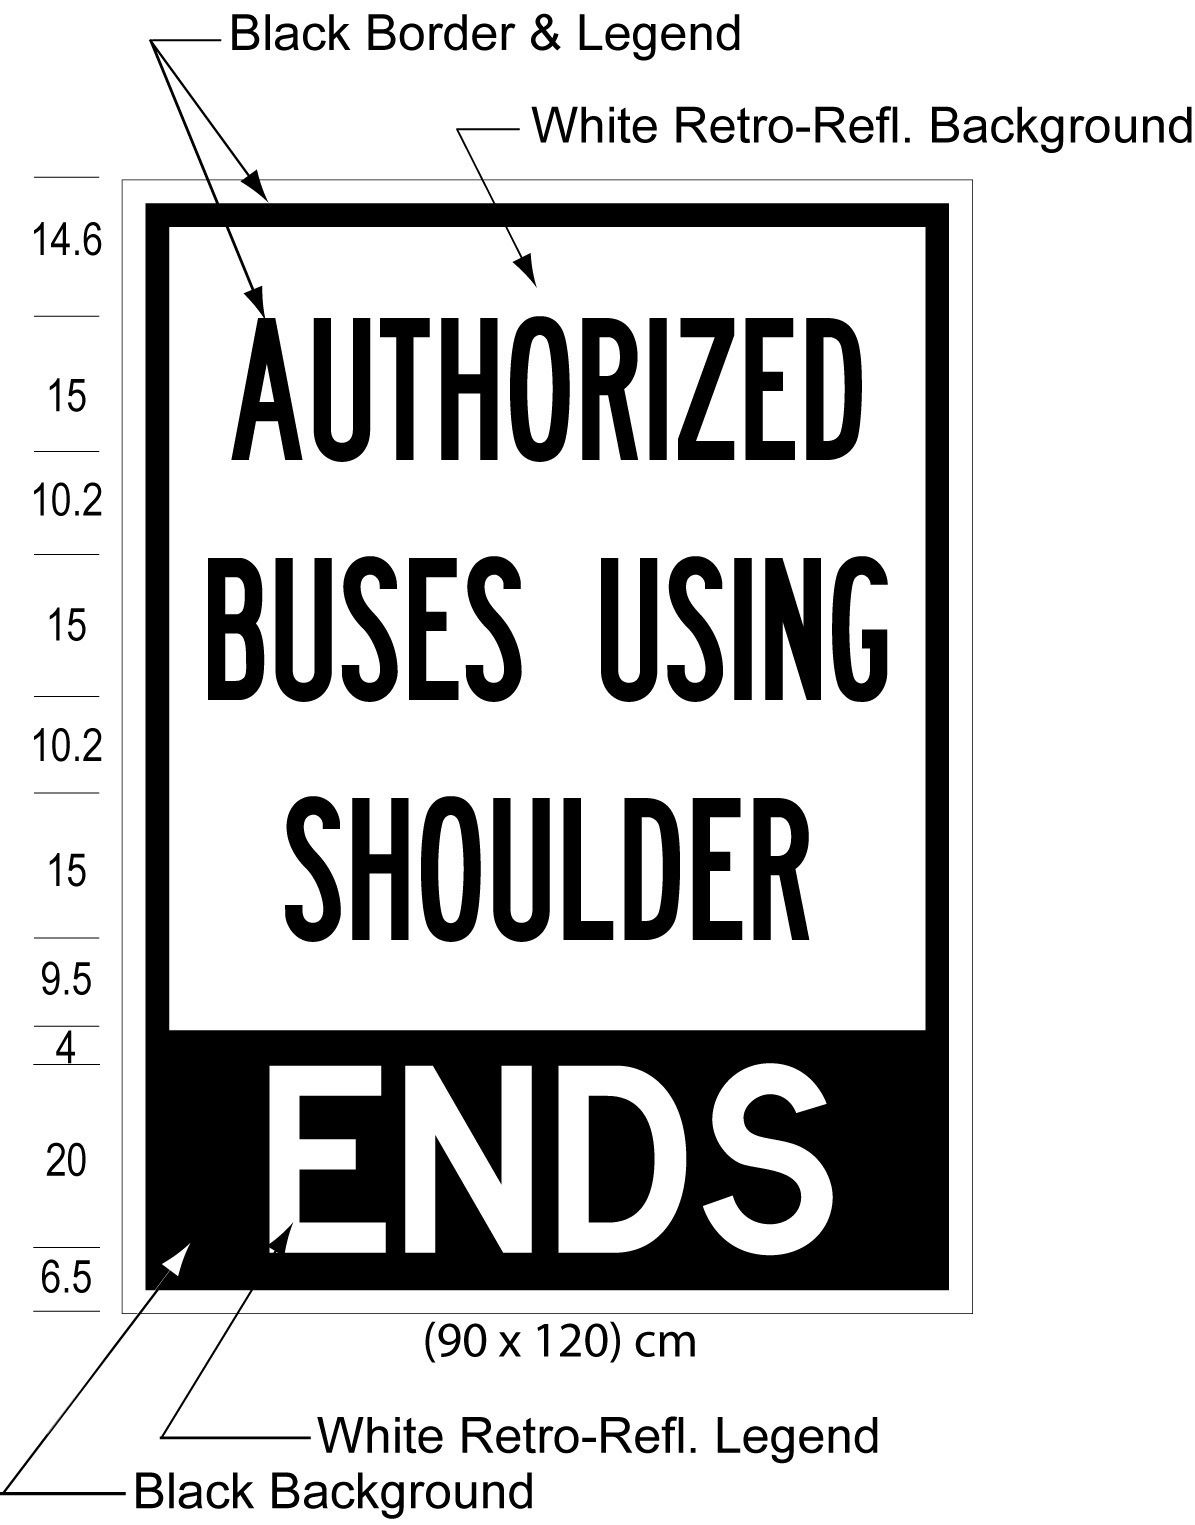 Black Border & Legend
White Retro-Refl. Background
14.6
AUTHORIZED
15
10.2
BUSES USING
15
10.2
SHOULDER
15
9.5
4
ENDS
20
6.5
(90 x 120) cm
White Retro-Refl. Legend
Black Background